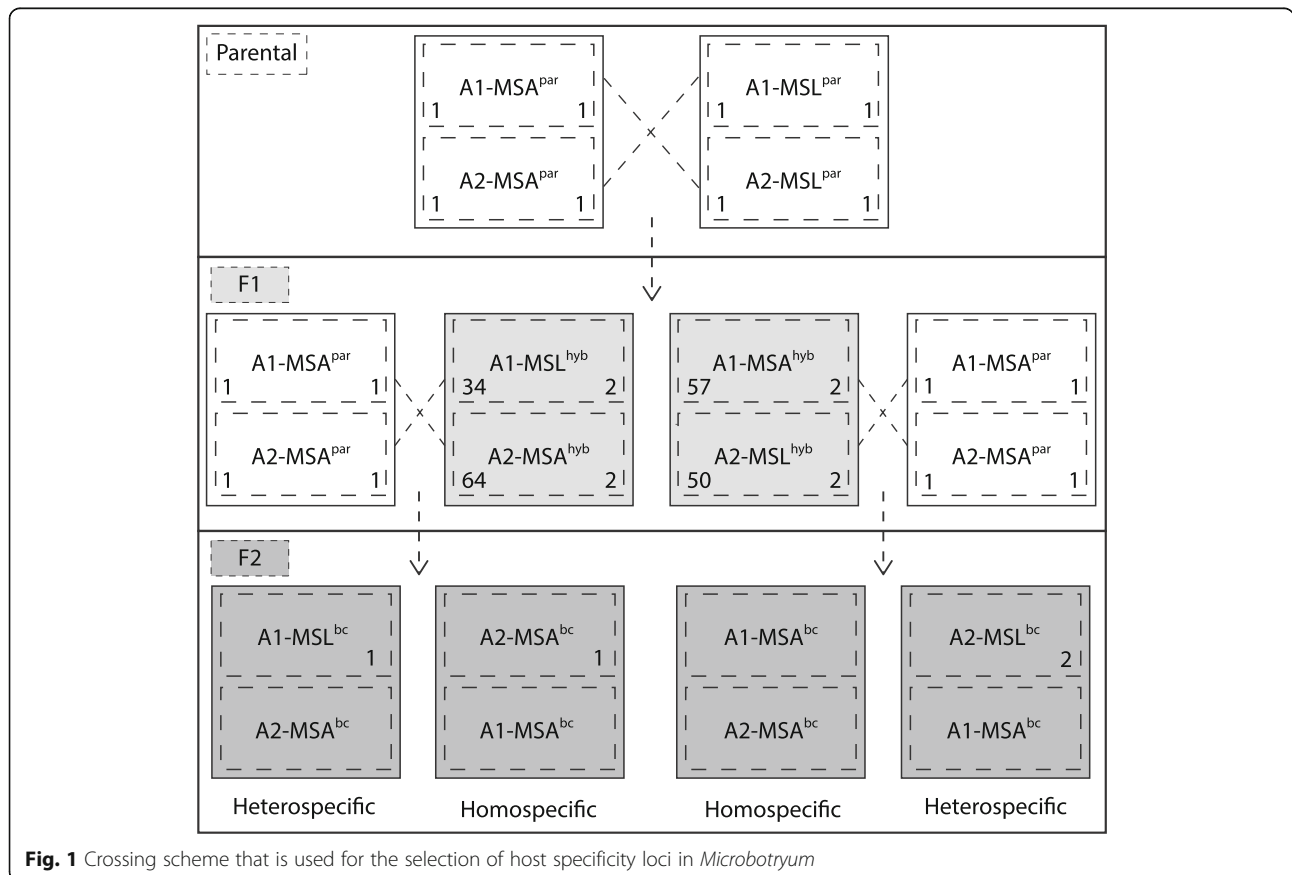 Parental
A1-MSA^par A1-MSL^par
1 1 1 1
A2-MSA^par A2-MSL^par
1 1 1 1
F1
A1-MSA^par A1-MSL^hyb A1-MSA^hyb A1-MSA^par
1 1 34 2 57 2 1 1
A2-MSA^par A2-MSA^hyb A2-MSL^hyb A2-MSA^par
1 1 64 2 50 2 1 1
F2
A1-MSL^bc A2-MSA^bc A1-MSA^bc A2-MSL^bc
1 1 2
A2-MSA^bc A1-MSA^bc A2-MSA^bc A1-MSA^bc
Heterospecific Homospecific Homospecific Heterospecific
Fig. 1 Crossing scheme that is used for the selection of host specificity loci in Microbotryum